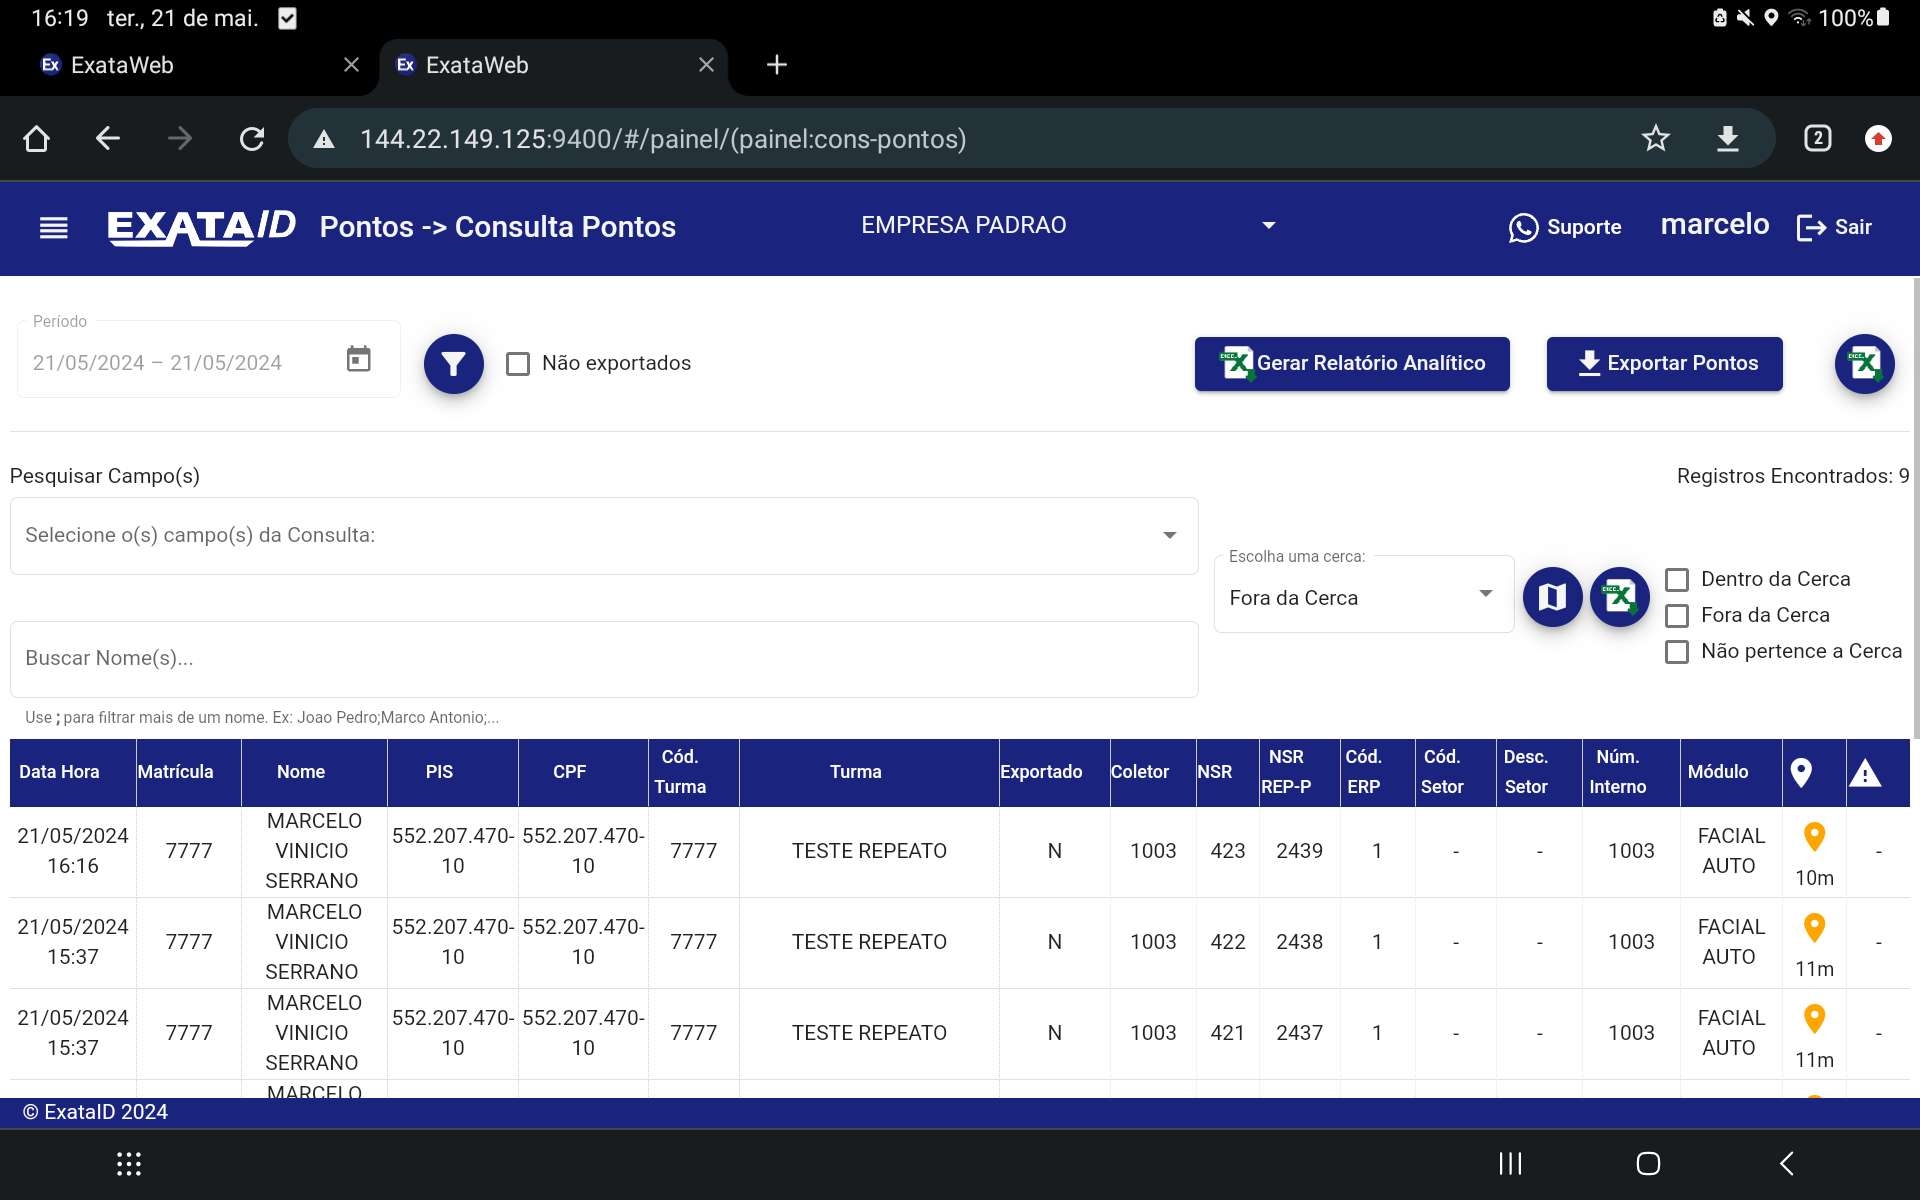 16:19 ter., 21 de mai.
100%
Ex ExataWeb
Ex ExataWeb
144.22.149.125:9400/#/painel/(painel:cons-pontos)
2
EXATA/ID Pontos -> Consulta Pontos EMPRESA PADRAO Suporte marcelo Sair
Período
21/05/2024 – 21/05/2024
Não exportados
Gerar Relatório Analítico
Exportar Pontos
Pesquisar Campo(s)
Registros Encontrados: 9
Selecione o(s) campo(s) da Consulta:
Escolha uma cerca:
Fora da Cerca
Dentro da Cerca
Fora da Cerca
Não pertence a Cerca
Buscar Nome(s)...
Use ; para filtrar mais de um nome. Ex: Joao Pedro;Marco Antonio;...
Data Hora Matrícula Nome PIS CPF Cód. Turma Turma Exportado Coletor NSR NSR REP-P Cód. ERP Cód. Setor Desc. Setor Núm. Interno Módulo
21/05/2024 16:16 7777 MARCELO VINICIO SERRANO 552.207.470-10 552.207.470-10 7777 TESTE REPEATO N 1003 423 2439 1 - - 1003 FACIAL AUTO 10m -
21/05/2024 15:37 7777 MARCELO VINICIO SERRANO 552.207.470-10 552.207.470-10 7777 TESTE REPEATO N 1003 422 2438 1 - - 1003 FACIAL AUTO 11m -
21/05/2024 15:37 7777 MARCELO VINICIO SERRANO 552.207.470-10 552.207.470-10 7777 TESTE REPEATO N 1003 421 2437 1 - - 1003 FACIAL AUTO 11m -
MARCELO
© ExataID 2024